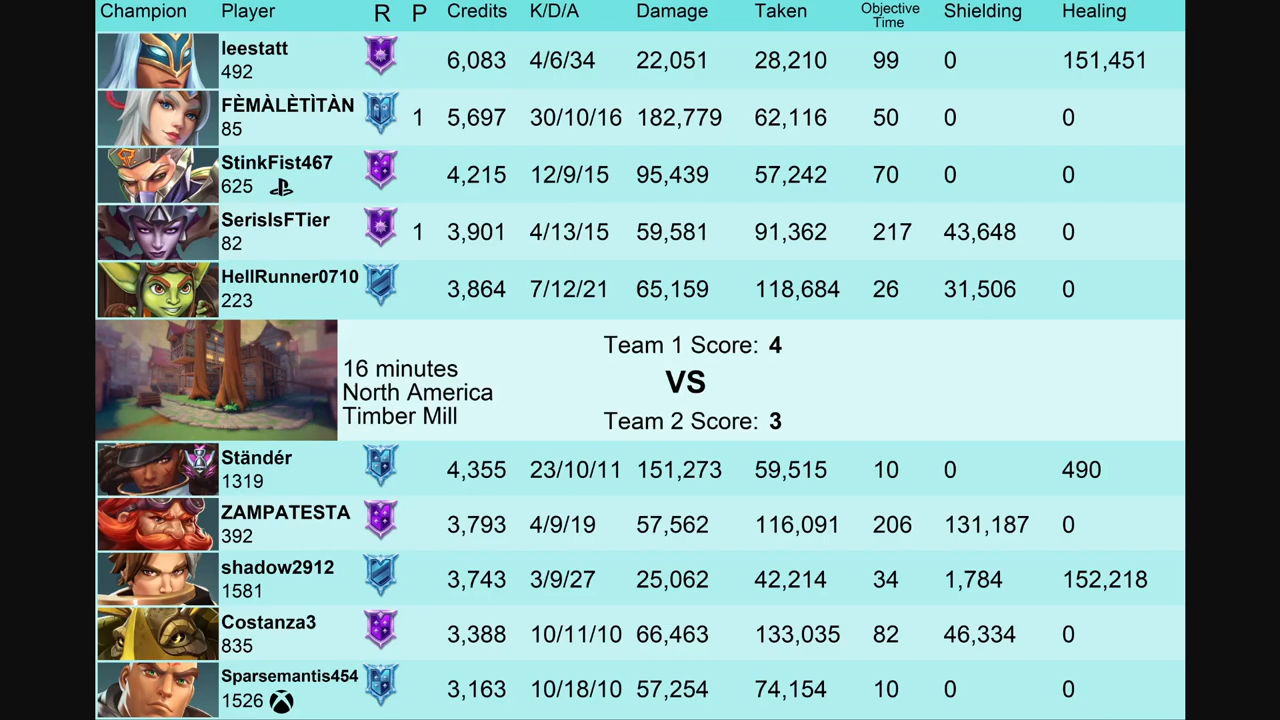 Champion Player R P Credits K/D/A Damage Taken Objective Time Shielding Healing
leestatt
492 6,083 4/6/34 22,051 28,210 99 0 151,451
FÈMÀLÈTÌTÀN
85 1 5,697 30/10/16 182,779 62,116 50 0 0
StinkFist467
625 4,215 12/9/15 95,439 57,242 70 0 0
SerisIsFTier
82 1 3,901 4/13/15 59,581 91,362 217 43,648 0
HellRunner0710
223 3,864 7/12/21 65,159 118,684 26 31,506 0
Team 1 Score: 4
16 minutes
VS
North America
Timber Mill
Team 2 Score: 3
Ständér
1319 4,355 23/10/11 151,273 59,515 10 0 490
ZAMPATESTA
392 3,793 4/9/19 57,562 116,091 206 131,187 0
shadow2912
1581 3,743 3/9/27 25,062 42,214 34 1,784 152,218
Costanza3
835 3,388 10/11/10 66,463 133,035 82 46,334 0
Sparsemantis454
1526 3,163 10/18/10 57,254 74,154 10 0 0